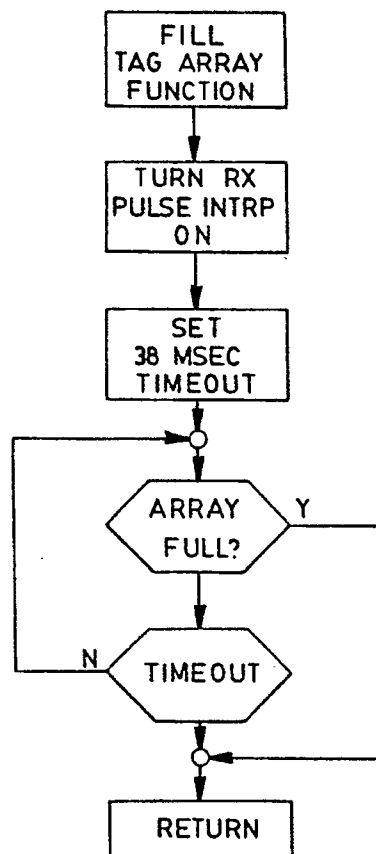 FILL
TAG ARRAY
FUNCTION
TURN RX
PULSE INTRP
ON
SET
38 MSEC
TIMEOUT
ARRAY
FULL?
Y
TIMEOUT
N
RETURN